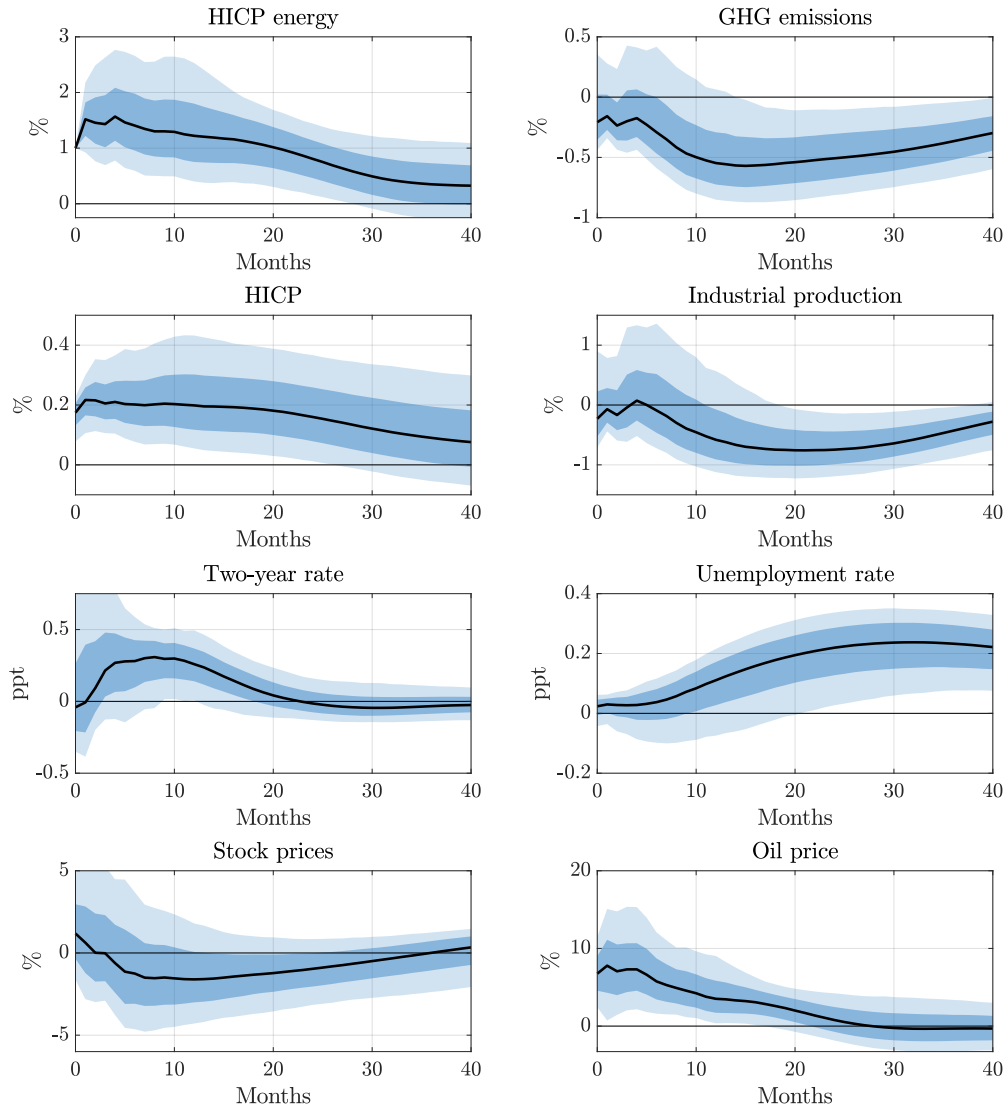 HICP energy
3
2
1
0
%
0 10 20 30 40
Months
GHG emissions
0.5
0
-0.5
-1
%
0 10 20 30 40
Months
HICP
0.4
0.2
0
%
0 10 20 30 40
Months
Industrial production
1
0
-1
%
0 10 20 30 40
Months
Two-year rate
0.5
0
-0.5
ppt
0 10 20 30 40
Months
Unemployment rate
0.4
0.2
0
-0.2
ppt
0 10 20 30 40
Months
Stock prices
5
0
-5
%
0 10 20 30 40
Months
Oil price
20
10
0
%
0 10 20 30 40
Months